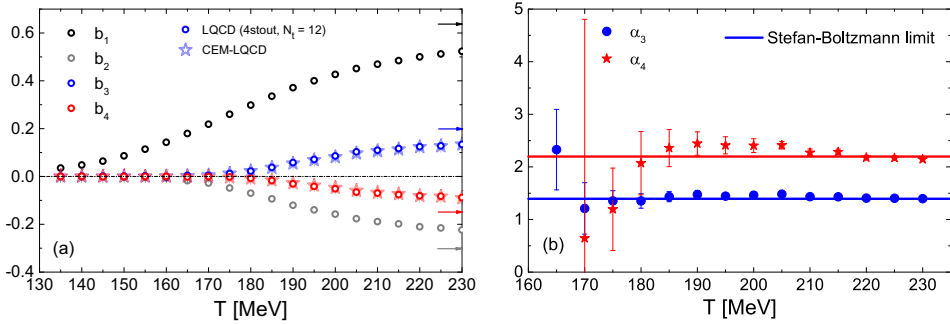 0.6
0.4
0.2
0.0
-0.2
-0.4
130 140 150 160 170 180 190 200 210 220 230
T [MeV]
b₁
b₂
b₃
b₄
LQCD (4stout, Nₜ = 12)
CEM-LQCD
(a)
5
4
3
2
1
0
160 170 180 190 200 210 220 230
T [MeV]
α₃
α₄
Stefan-Boltzmann limit
(b)